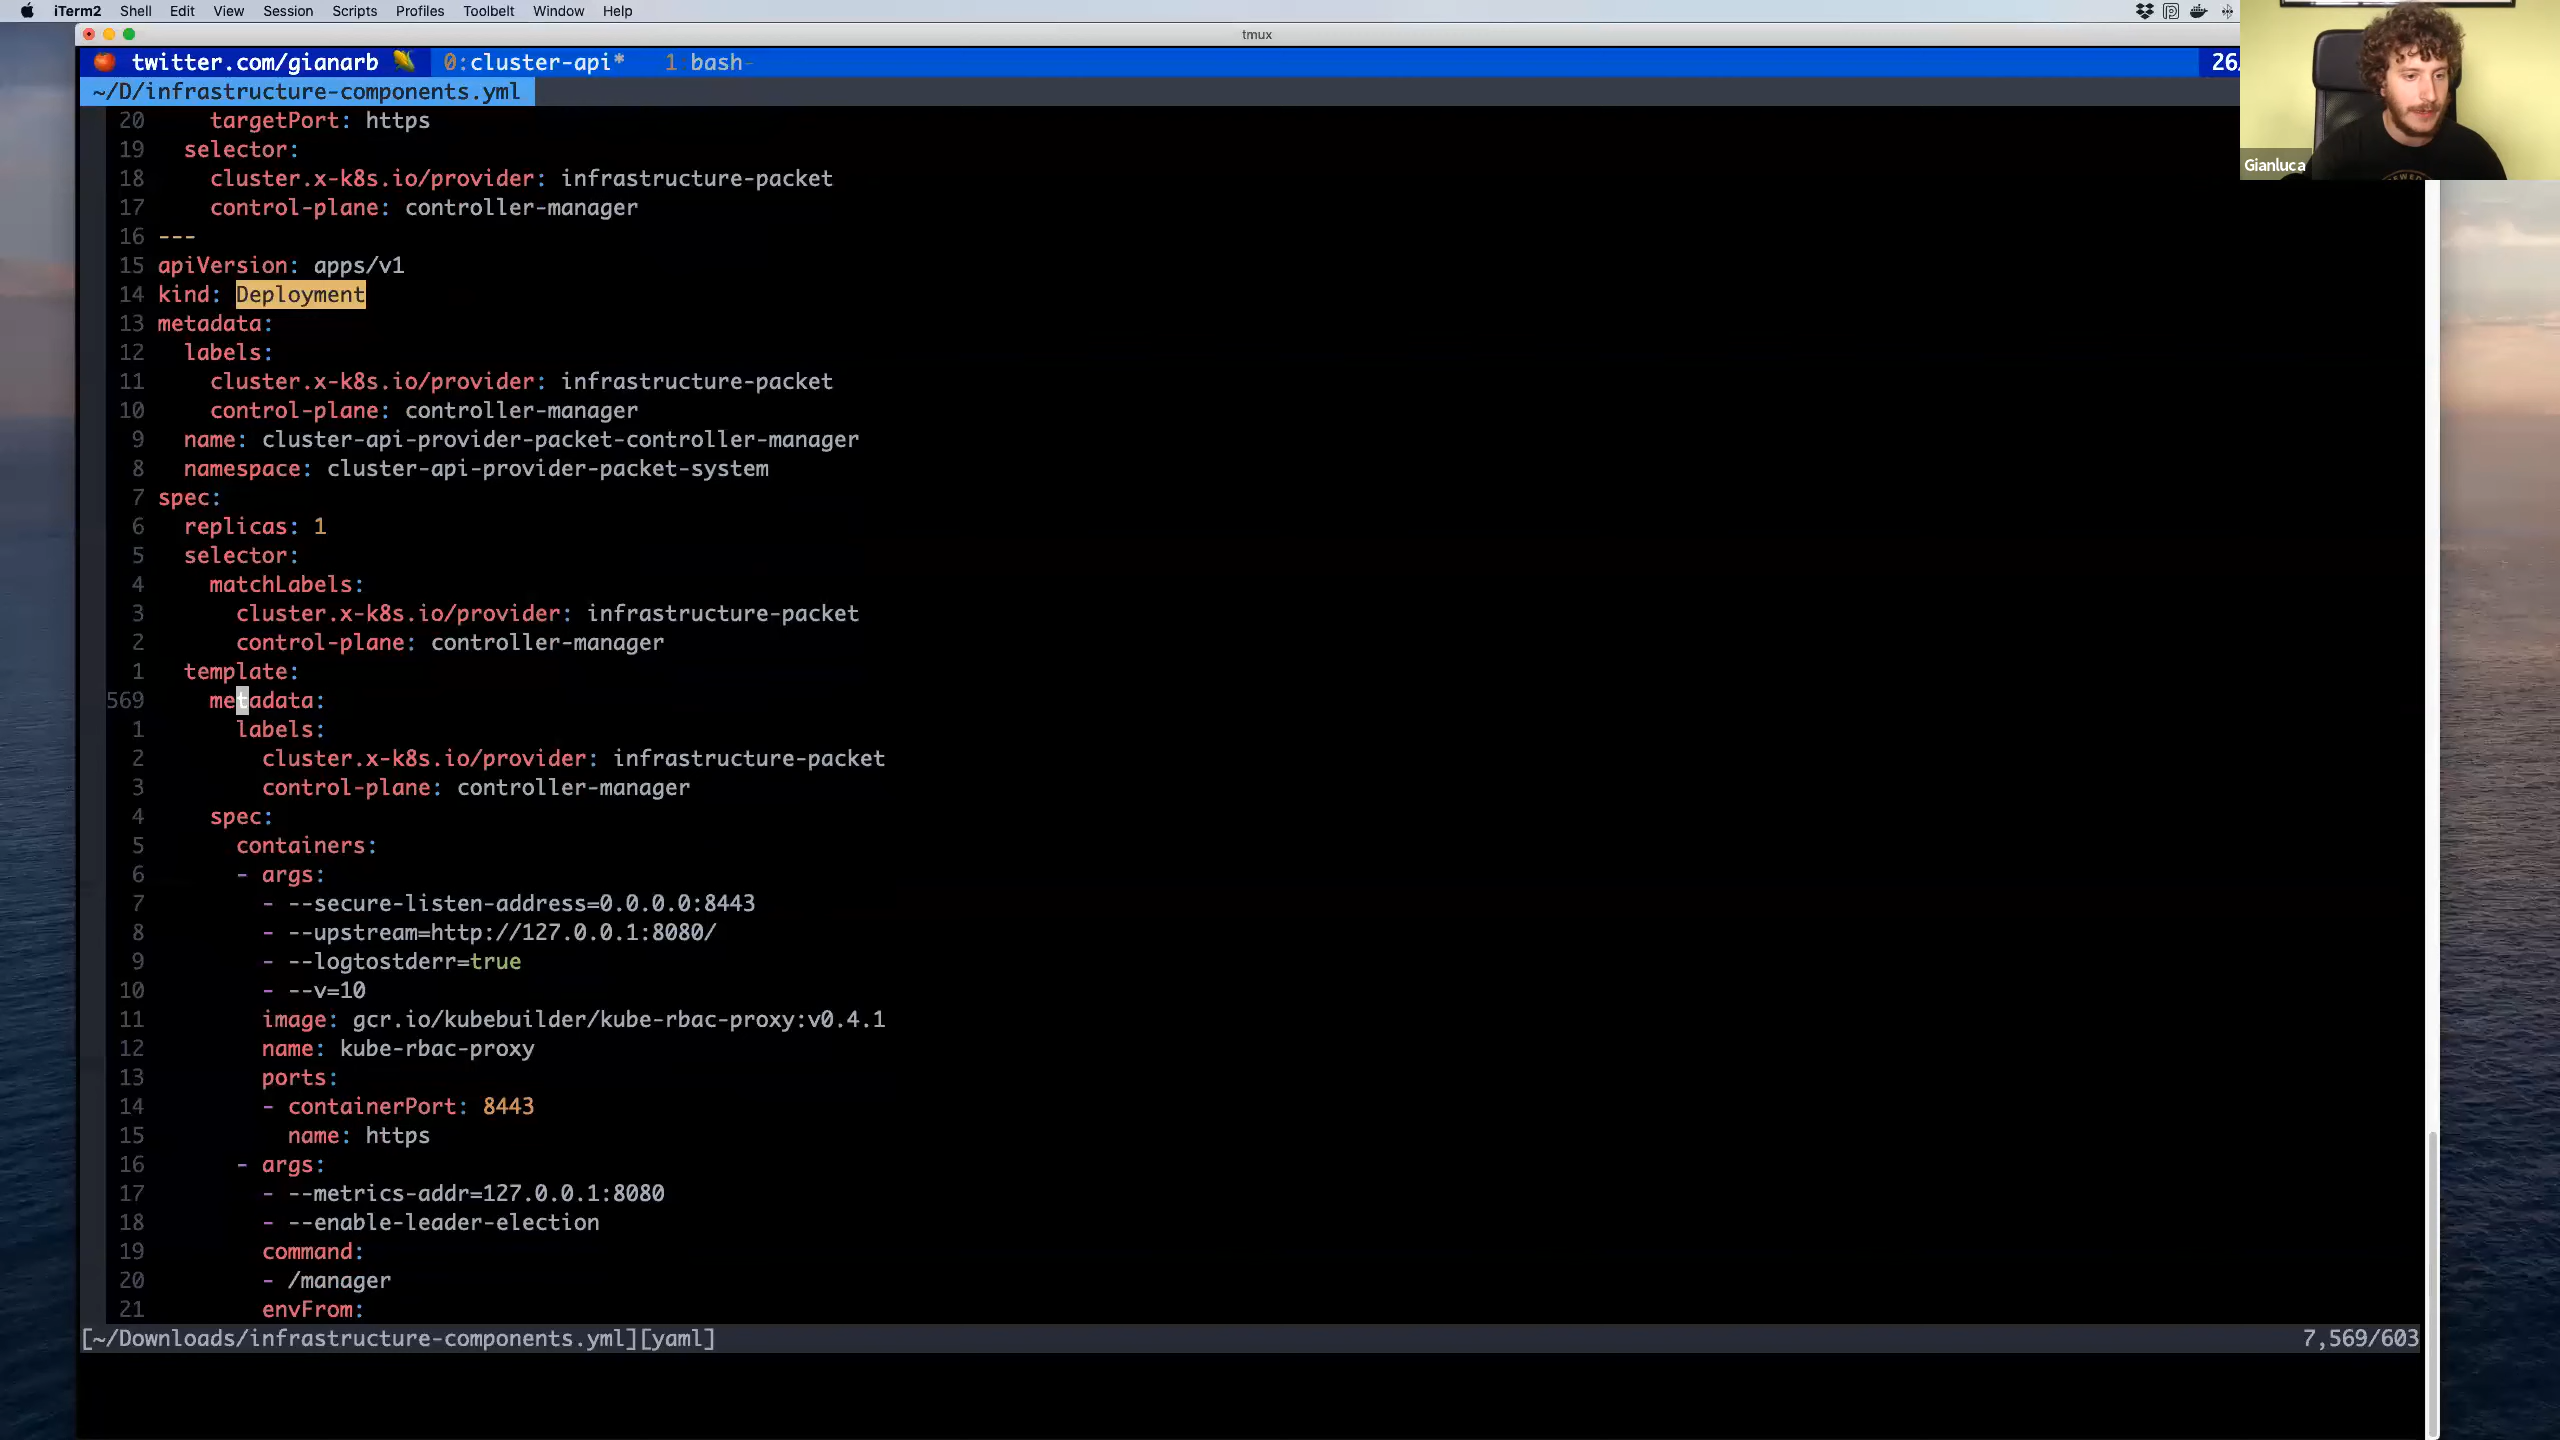 iTerm2 Shell Edit View Session Scripts Profiles Toolbelt Window Help
tmux
twitter.com/gianarb 0:cluster-api* 1 bash- 26
~/D/infrastructure-components.yml
20 targetPort: https
19 selector:
18 cluster.x-k8s.io/provider: infrastructure-packet
17 control-plane: controller-manager
16 ---
15 apiVersion: apps/v1
14 kind: Deployment
13 metadata:
12 labels:
11 cluster.x-k8s.io/provider: infrastructure-packet
10 control-plane: controller-manager
9 name: cluster-api-provider-packet-controller-manager
8 namespace: cluster-api-provider-packet-system
7 spec:
6 replicas: 1
5 selector:
4 matchLabels:
3 cluster.x-k8s.io/provider: infrastructure-packet
2 control-plane: controller-manager
1 template:
569 metadata:
1 labels:
2 cluster.x-k8s.io/provider: infrastructure-packet
3 control-plane: controller-manager
4 spec:
5 containers:
6 - args:
7 - --secure-listen-address=0.0.0.0:8443
8 - --upstream=http://127.0.0.1:8080/
9 - --logtostderr=true
10 - --v=10
11 image: gcr.io/kubebuilder/kube-rbac-proxy:v0.4.1
12 name: kube-rbac-proxy
13 ports:
14 - containerPort: 8443
15 name: https
16 - args:
17 - --metrics-addr=127.0.0.1:8080
18 - --enable-leader-election
19 command:
20 - /manager
21 envFrom:
[~/Downloads/infrastructure-components.yml][yaml] 7,569/603
Gianluca